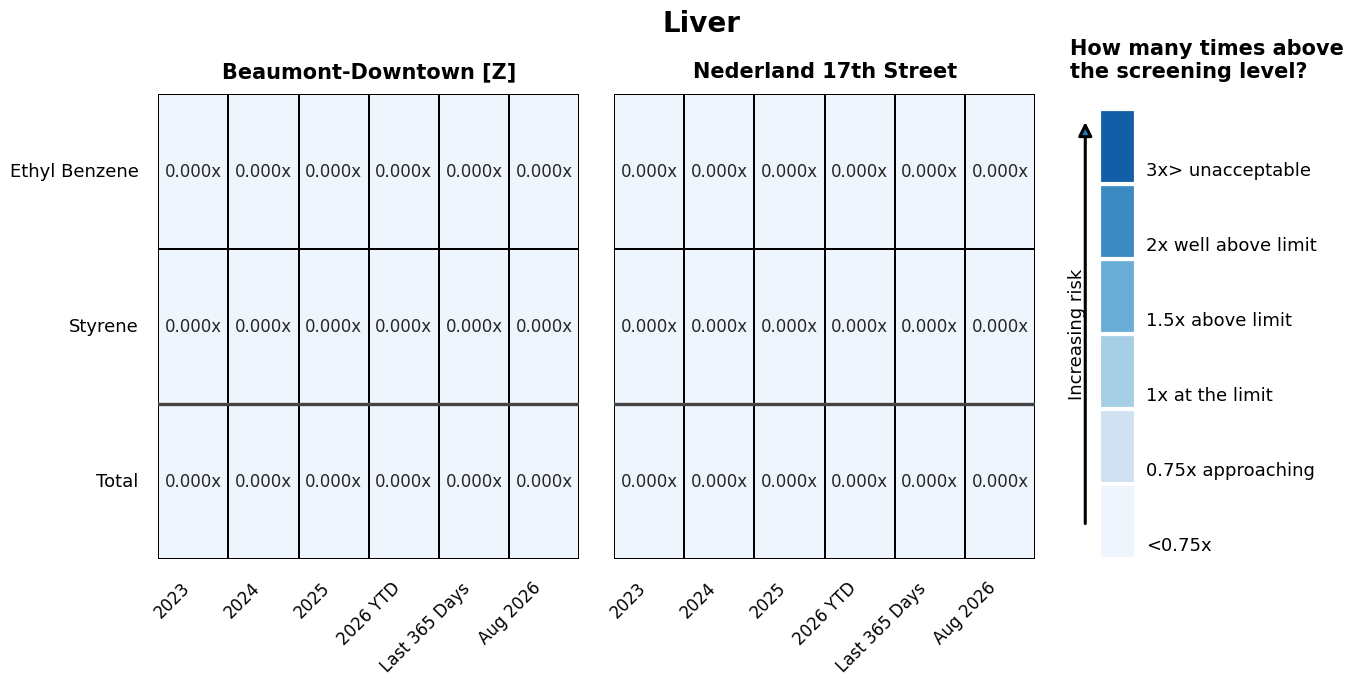 Liver
Beaumont-Downtown [Z]
Nederland 17th Street
How many times above
the screening level?
Ethyl Benzene
0.000x 0.000x 0.000x 0.000x 0.000x 0.000x
0.000x 0.000x 0.000x 0.000x 0.000x 0.000x
Styrene
0.000x 0.000x 0.000x 0.000x 0.000x 0.000x
0.000x 0.000x 0.000x 0.000x 0.000x 0.000x
Total
0.000x 0.000x 0.000x 0.000x 0.000x 0.000x
0.000x 0.000x 0.000x 0.000x 0.000x 0.000x
2023
2024
2025
2026 YTD
Last 365 Days
Aug 2026
2023
2024
2025
2026 YTD
Last 365 Days
Aug 2026
Increasing risk
3x> unacceptable
2x well above limit
1.5x above limit
1x at the limit
0.75x approaching
<0.75x